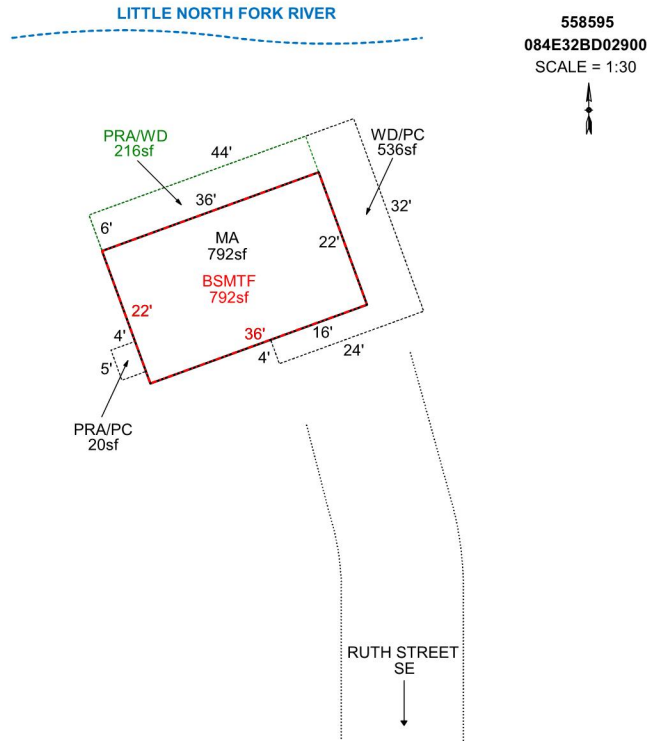 LITTLE NORTH FORK RIVER
558595
084E32BD02900
SCALE = 1:30
PRA/WD
216sf
44'
WD/PC
536sf
36'
32'
6'
MA
792sf
22'
BSMTF
792sf
22'
36'
16'
4'
4'
24'
5'
PRA/PC
20sf
RUTH STREET
SE